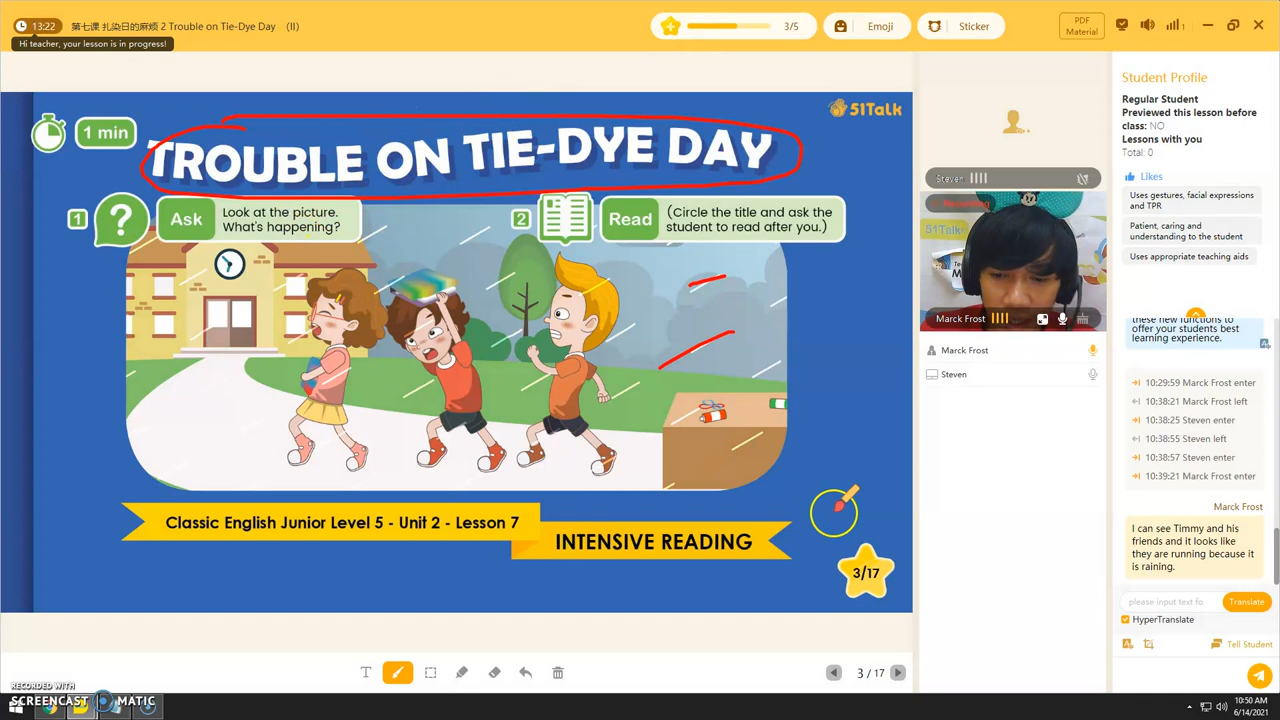 13:22 第七课 扎染日的麻烦 2 Trouble on Tie-Dye Day (II)
Hi teacher, your lesson is in progress!
3/5
Emoji
Sticker
PDF
Material
51Talk
1 min
TROUBLE ON TIE-DYE DAY
1 ? Ask
Look at the picture.
What's happening?
2 Read
(Circle the title and ask the
student to read after you.)
Classic English Junior Level 5 - Unit 2 - Lesson 7
INTENSIVE READING
3/17
T
3 / 17
Steven
Recording
51Talk
Marck Frost
Marck Frost
Steven
Student Profile
Regular Student
Previewed this lesson before
class: NO
Lessons with you
Total: 0
Likes
Uses gestures, facial expressions
and TPR
Patient, caring and
understanding to the student
Uses appropriate teaching aids
these new functions to
offer your students best
learning experience.
10:29:59 Marck Frost enter
10:38:21 Marck Frost left
10:38:25 Steven enter
10:38:55 Steven left
10:38:57 Steven enter
10:39:21 Marck Frost enter
Marck Frost
I can see Timmy and his
friends and it looks like
they are running because it
is raining.
please input text fo
Translate
HyperTranslate
Tell Student
RECORDED WITH
SCREENCAST MATIC
10:50 AM
6/14/2021